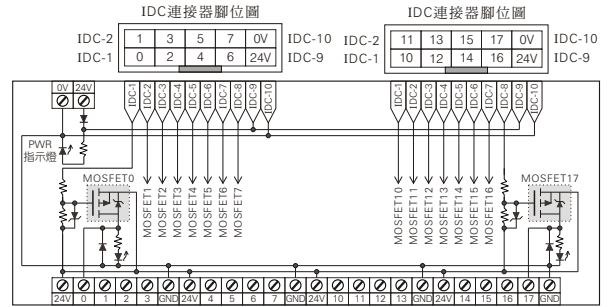 IDC連接器腳位圖
IDC-2 1 3 5 7 0V IDC-10
IDC-1 0 2 4 6 24V IDC-9
IDC連接器腳位圖
IDC-2 11 13 15 17 0V IDC-10
IDC-1 10 12 14 16 24V IDC-9
0V 24V
IDC-1
IDC-2
IDC-3
IDC-4
IDC-5
IDC-6
IDC-7
IDC-8
IDC-9
IDC-10
IDC-1
IDC-2
IDC-3
IDC-4
IDC-5
IDC-6
IDC-7
IDC-8
IDC-9
IDC-10
PWR
指示燈
MOSFET0
MOSFET1
MOSFET2
MOSFET3
MOSFET4
MOSFET5
MOSFET6
MOSFET7
MOSFET10
MOSFET11
MOSFET12
MOSFET13
MOSFET14
MOSFET15
MOSFET16
MOSFET17
24V 0 1 2 3 GND 24V 4 5 6 7 GND 24V 10 11 12 13 GND 24V 14 15 16 17 GND